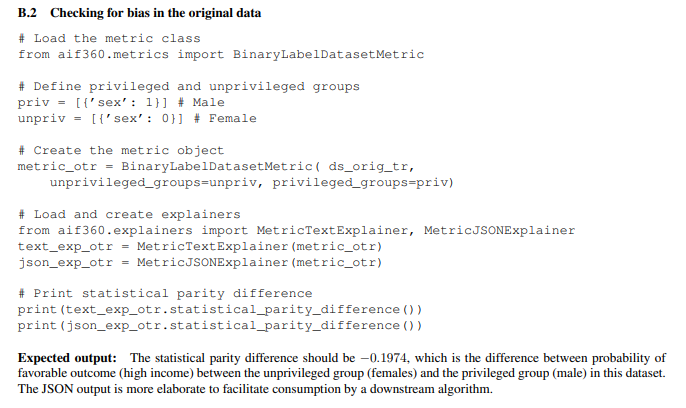 B.2 Checking for bias in the original data
# Load the metric class
from aif360.metrics import BinaryLabelDatasetMetric
# Define privileged and unprivileged groups
priv = [{'sex': 1}] # Male
unpriv = [{'sex': 0}] # Female
# Create the metric object
metric_otr = BinaryLabelDatasetMetric( ds_orig_tr,
    unprivileged_groups=unpriv, privileged_groups=priv)
# Load and create explainers
from aif360.explainers import MetricTextExplainer, MetricJSONExplainer
text_exp_otr = MetricTextExplainer(metric_otr)
json_exp_otr = MetricJSONExplainer(metric_otr)
# Print statistical parity difference
print(text_exp_otr.statistical_parity_difference())
print(json_exp_otr.statistical_parity_difference())
Expected output: The statistical parity difference should be −0.1974, which is the difference between probability of
favorable outcome (high income) between the unprivileged group (females) and the privileged group (male) in this dataset.
The JSON output is more elaborate to facilitate consumption by a downstream algorithm.